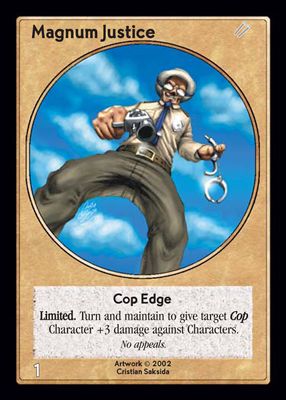 Magnum Justice
Cop Edge
Limited. Turn and maintain to give target Cop
Character +3 damage against Characters.
No appeals.
1
Artwork © 2002
Cristian Saksida